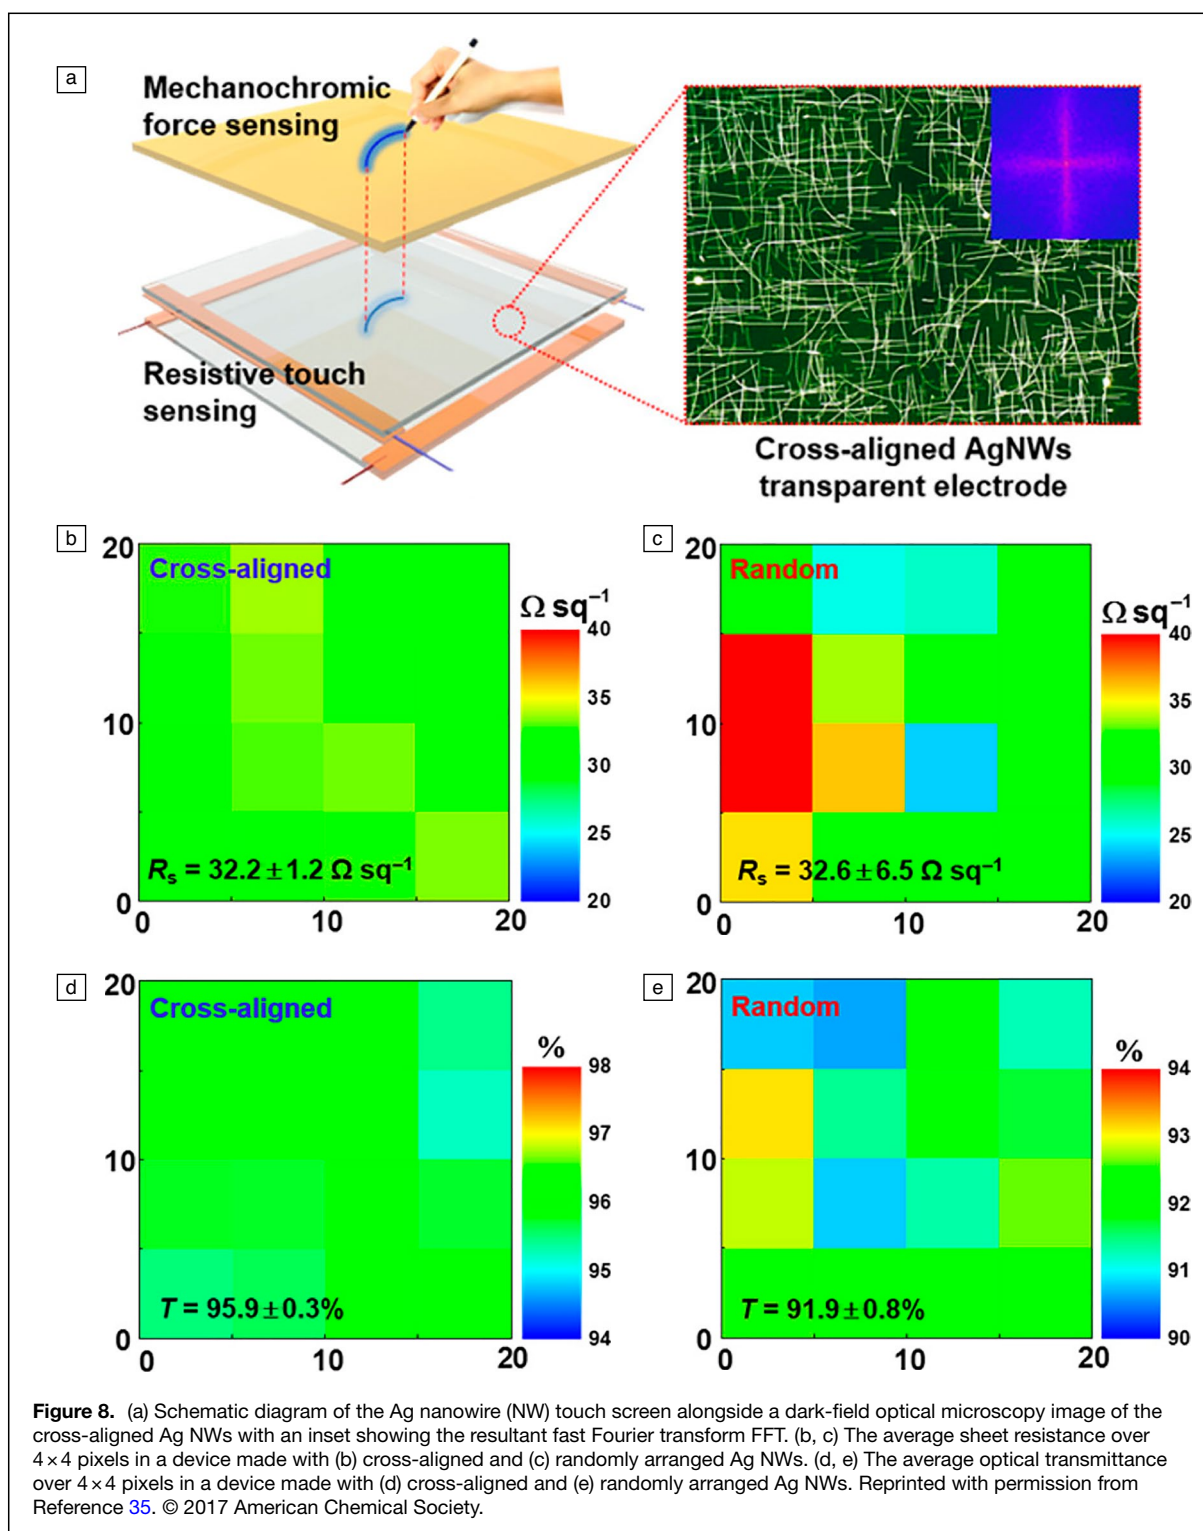 a
Mechanochromic
force sensing
Resistive touch
sensing
Cross-aligned AgNWs
transparent electrode
b
20
10
0
0
10
20
Cross-aligned
Rs = 32.2 ± 1.2 Ω sq⁻¹
Ω sq⁻¹
40
35
30
25
20
c
20
10
0
0
10
20
Random
Rs = 32.6 ± 6.5 Ω sq⁻¹
Ω sq⁻¹
40
35
30
25
20
d
20
10
0
0
10
20
Cross-aligned
T = 95.9 ± 0.3%
%
98
97
96
95
94
e
20
10
0
0
10
20
Random
T = 91.9 ± 0.8%
%
94
93
92
91
90
Figure 8. (a) Schematic diagram of the Ag nanowire (NW) touch screen alongside a dark-field optical microscopy image of the
cross-aligned Ag NWs with an inset showing the resultant fast Fourier transform FFT. (b, c) The average sheet resistance over
4 × 4 pixels in a device made with (b) cross-aligned and (c) randomly arranged Ag NWs. (d, e) The average optical transmittance
over 4 × 4 pixels in a device made with (d) cross-aligned and (e) randomly arranged Ag NWs. Reprinted with permission from
Reference 35. © 2017 American Chemical Society.